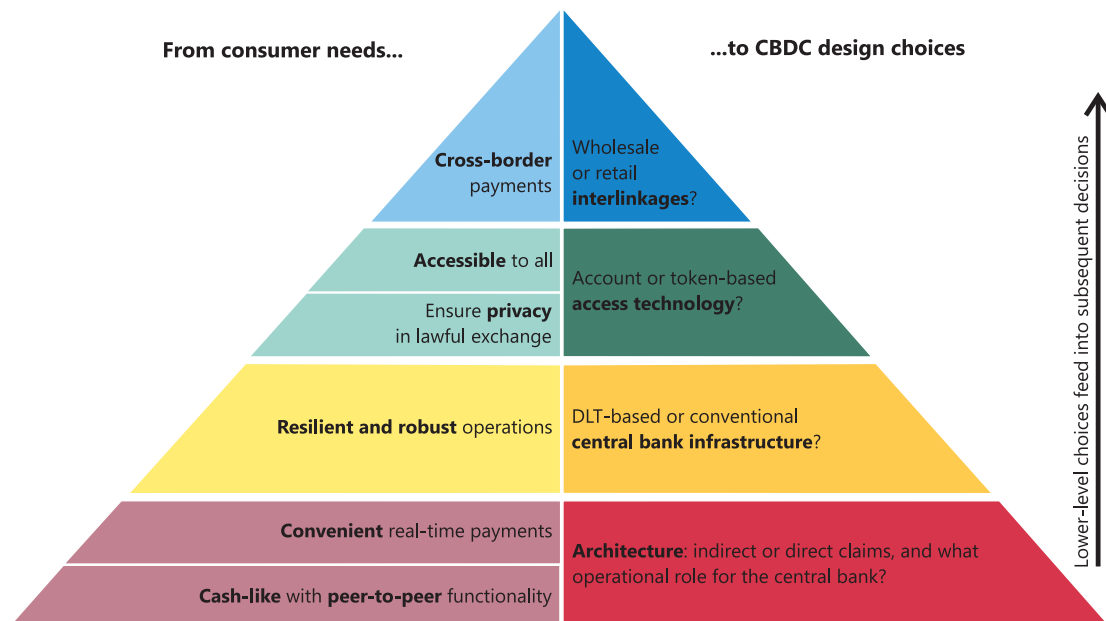 From consumer needs...
...to CBDC design choices
Cross-border
payments
Wholesale
or retail
interlinkages?
Accessible to all
Ensure privacy
in lawful exchange
Account or token-based
access technology?
Resilient and robust operations
DLT-based or conventional
central bank infrastructure?
Convenient real-time payments
Cash-like with peer-to-peer functionality
Architecture: indirect or direct claims, and what
operational role for the central bank?
Lower-level choices feed into subsequent decisions